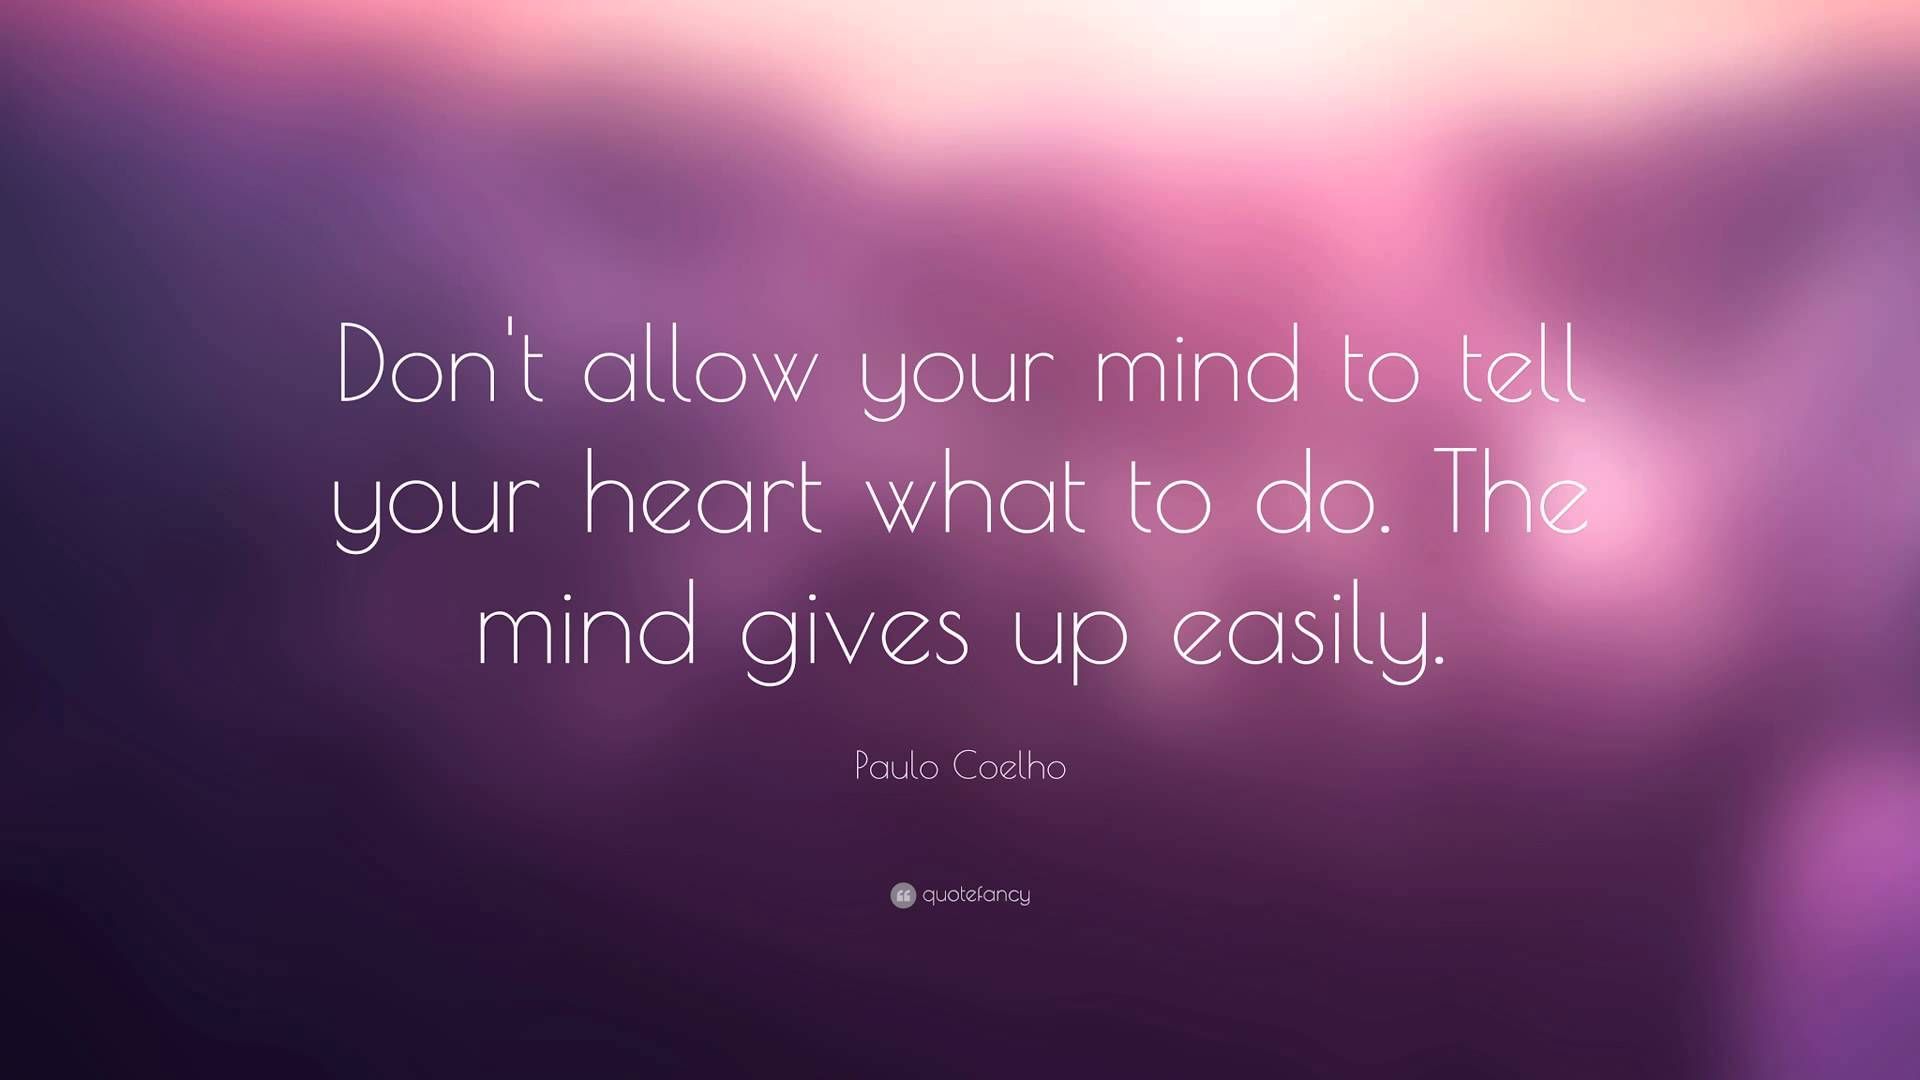 Don't allow your mind to tell
your heart what to do. The
mind gives up easily.
Paulo Coelho
quotefancy